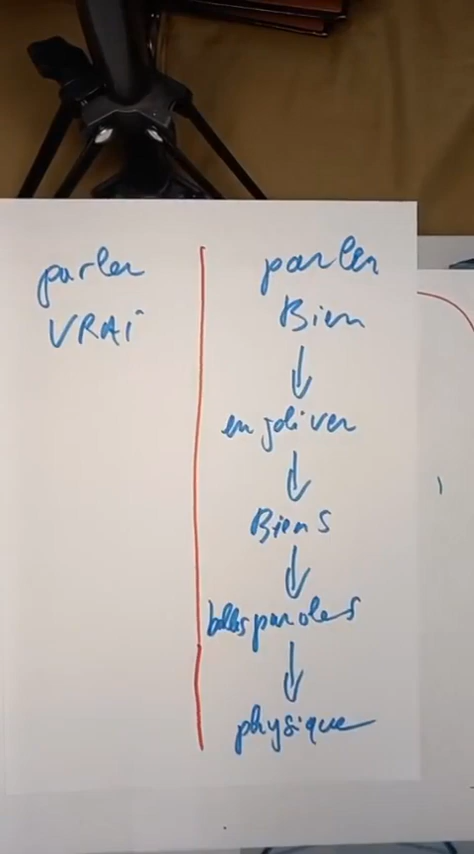 parler
VRAi
parler
Bien
↓
enjoliver
↓
Biens
↓
belles paroles
↓
physique